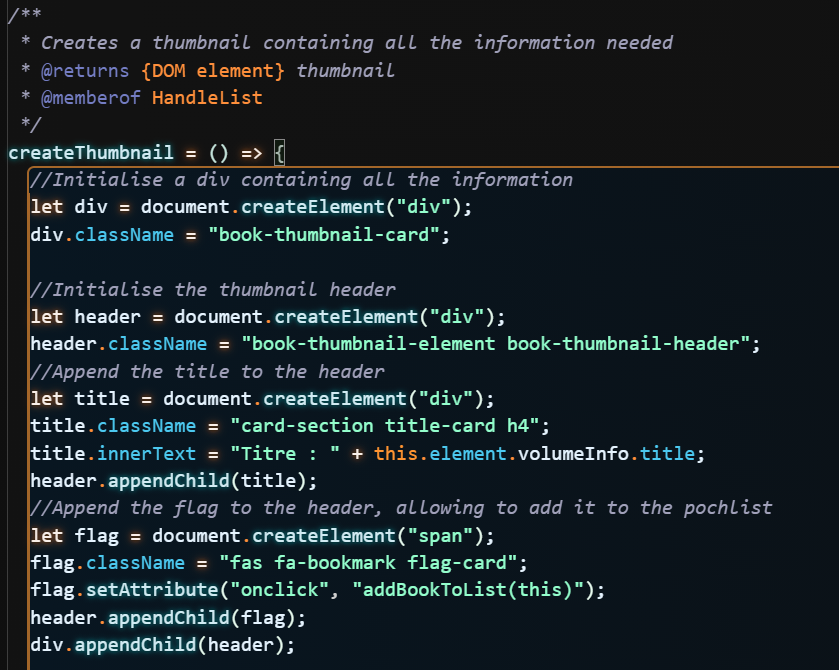 /**
 * Creates a thumbnail containing all the information needed
 * @returns {DOM element} thumbnail
 * @memberof HandleList
 */
createThumbnail = () => {
//Initialise a div containing all the information
let div = document.createElement("div");
div.className = "book-thumbnail-card";

//Initialise the thumbnail header
let header = document.createElement("div");
header.className = "book-thumbnail-element book-thumbnail-header";
//Append the title to the header
let title = document.createElement("div");
title.className = "card-section title-card h4";
title.innerText = "Titre : " + this.element.volumeInfo.title;
header.appendChild(title);
//Append the flag to the header, allowing to add it to the pochlist
let flag = document.createElement("span");
flag.className = "fas fa-bookmark flag-card";
flag.setAttribute("onclick", "addBookToList(this)");
header.appendChild(flag);
div.appendChild(header);